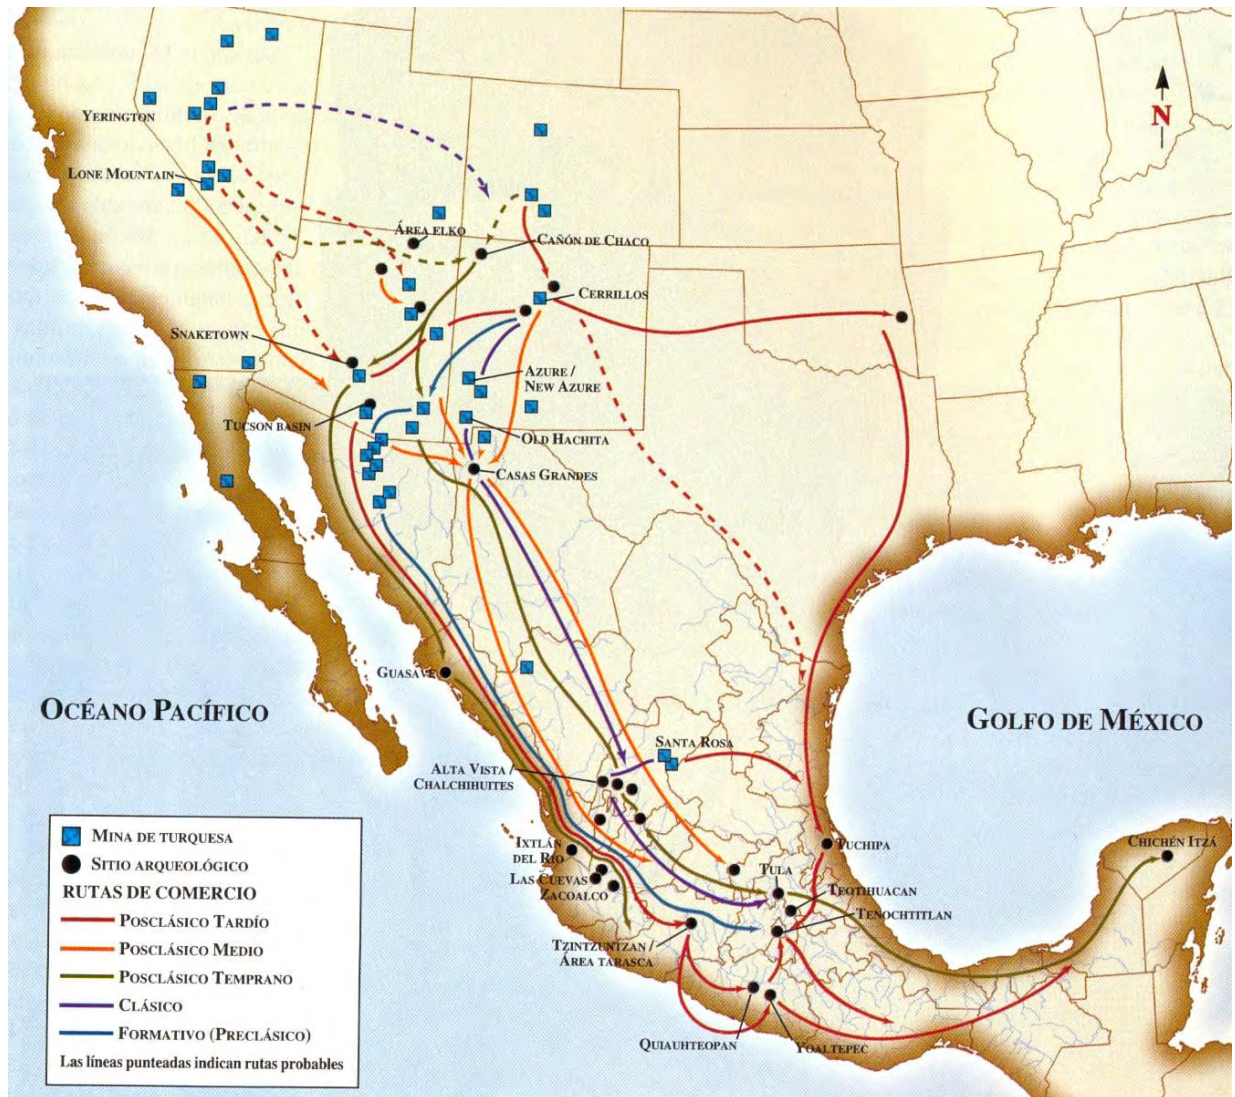 N
YERINGTON
LONE MOUNTAIN
ÁREA ELKO
CAÑÓN DE CHACO
CERRILLOS
SNAKETOWN
AZURE /
NEW AZURE
TUCSON BASIN
OLD HACHITA
CASAS GRANDES
GUASAVE
OCÉANO PACÍFICO
GOLFO DE MÉXICO
SANTA ROSA
ALTA VISTA /
CHALCHIHUITES
IXTLÁN
DEL RÍO
LAS CUEVAS
ZACOALCO
TUCHIPA
CHICHÉN ITZÁ
TULA
TEOTIHUACAN
TENOCHTITLAN
TZINTZUNTZAN /
ÁREA TARASCA
QUIAUHTEOPAN
YOALTEPEC
MINA DE TURQUESA
SITIO ARQUEOLÓGICO
RUTAS DE COMERCIO
POSCLÁSICO TARDÍO
POSCLÁSICO MEDIO
POSCLÁSICO TEMPRANO
CLÁSICO
FORMATIVO (PRECLÁSICO)
Las líneas punteadas indican rutas probables